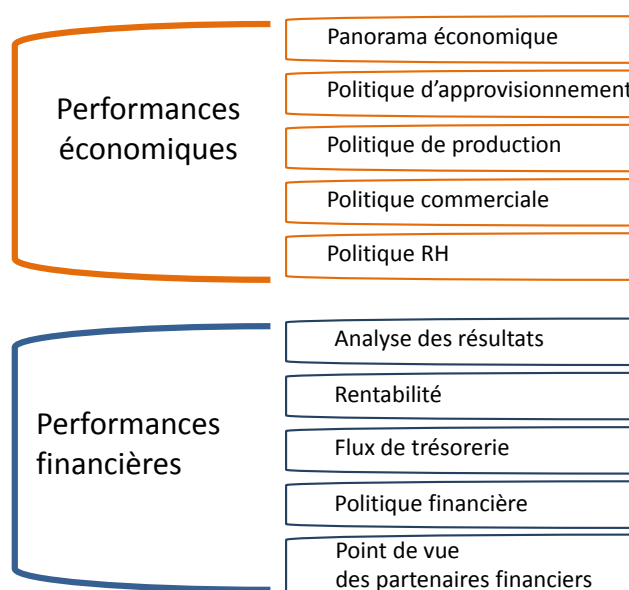 Performances
économiques
Panorama économique
Politique d'approvisionnement
Politique de production
Politique commerciale
Politique RH
Performances
financières
Analyse des résultats
Rentabilité
Flux de trésorerie
Politique financière
Point de vue
des partenaires financiers